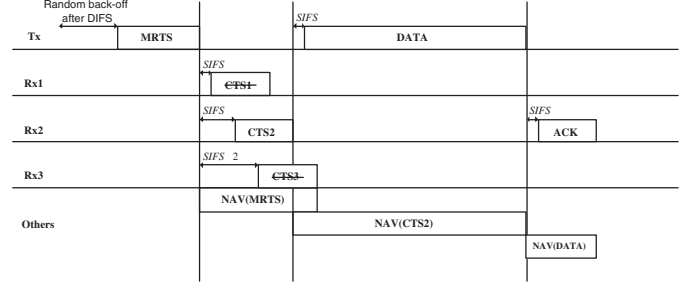 Random back-off
after DIFS
SIFS
Tx
MRTS
DATA
SIFS
Rx1
CTS1
SIFS
SIFS
Rx2
CTS2
ACK
SIFS 2
Rx3
CTS3
NAV(MRTS)
Others
NAV(CTS2)
NAV(DATA)